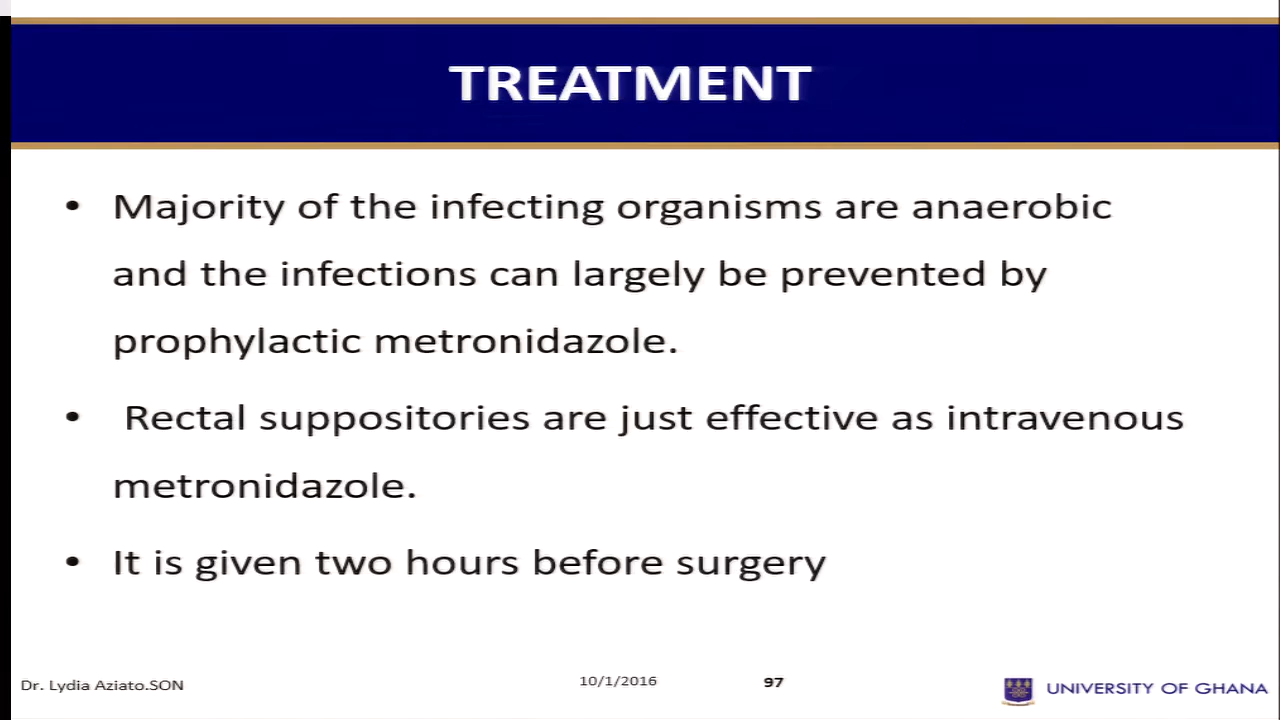 TREATMENT
• Majority of the infecting organisms are anaerobic
and the infections can largely be prevented by
prophylactic metronidazole.
• Rectal suppositories are just effective as intravenous
metronidazole.
• It is given two hours before surgery
Dr. Lydia Aziato.SON 10/1/2016 97 UNIVERSITY OF GHANA